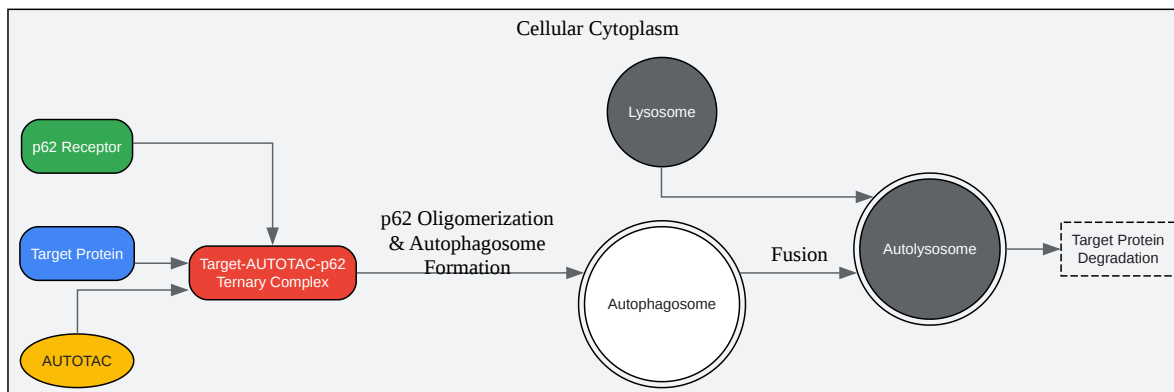 Cellular Cytoplasm
Lysosome
p62 Receptor
p62 Oligomerization
& Autophagosome
Formation
Target Protein
Target-AUTOTAC-p62
Ternary Complex
Autophagosome
Fusion
Autolysosome
Target Protein
Degradation
AUTOTAC